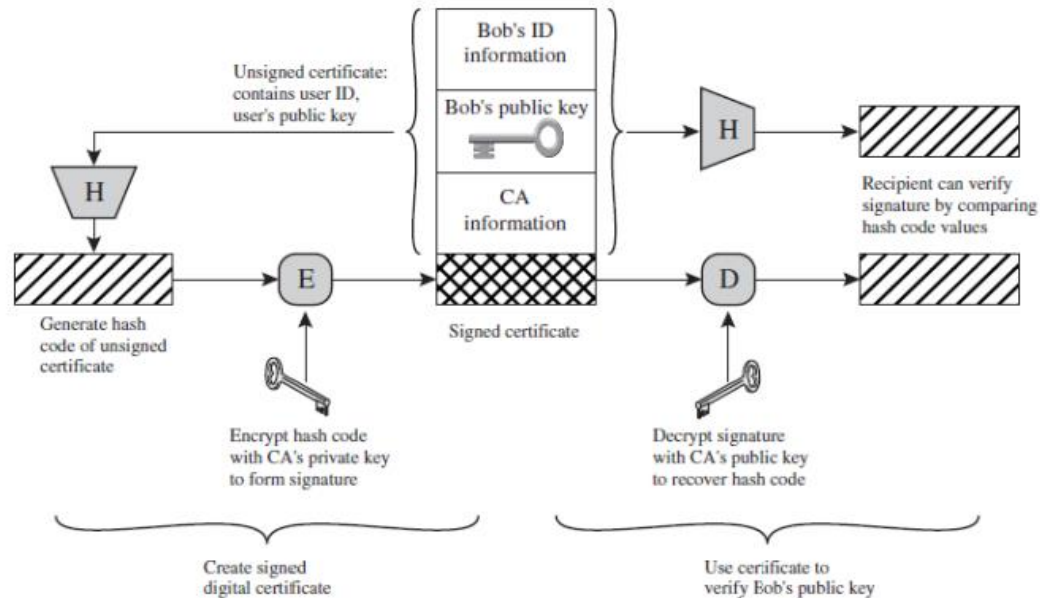 Bob's ID
information
Unsigned certificate:
contains user ID,
user's public key
Bob's public key
H
H
CA
information
Recipient can verify
signature by comparing
hash code values
E
D
Generate hash
code of unsigned
certificate
Signed certificate
Encrypt hash code
with CA's private key
to form signature
Decrypt signature
with CA's public key
to recover hash code
Create signed
digital certificate
Use certificate to
verify Bob's public key